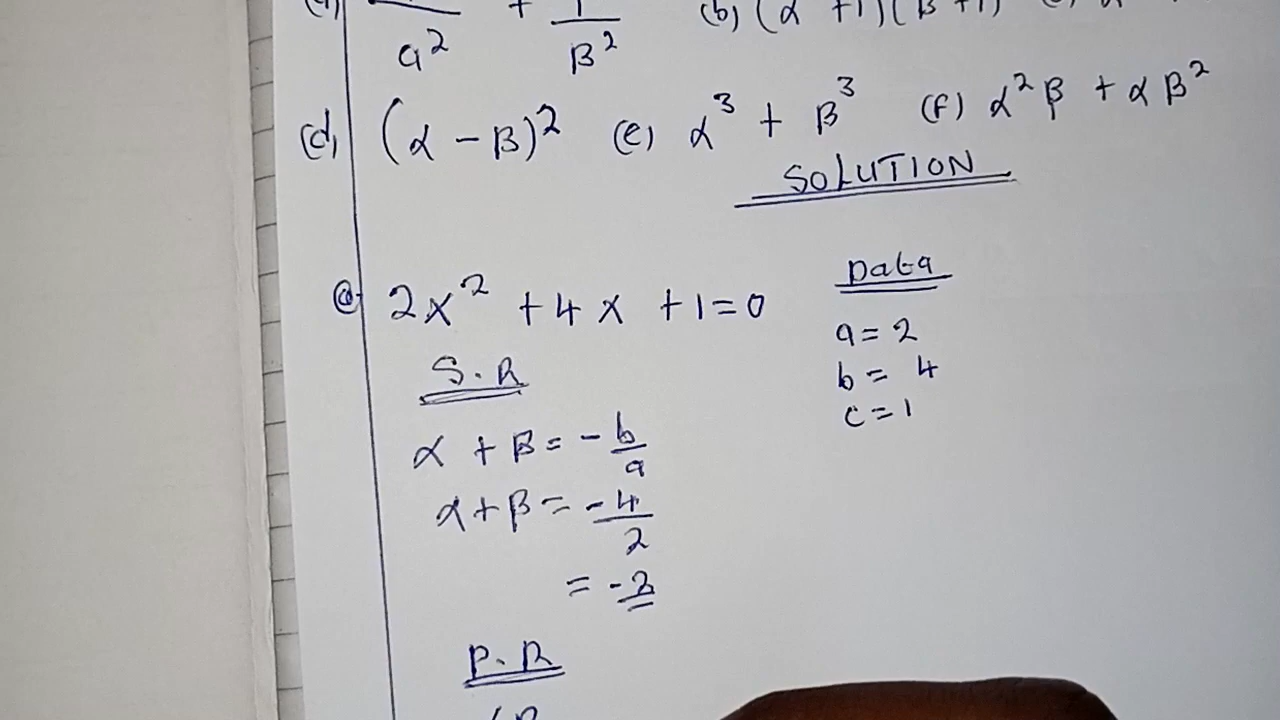 a² + 1/β² (b) (α +1)(β +1)
(d) (α - β)² (e) α³ + β³ (f) α²β + αβ²
SOLUTION
(a) 2x² + 4x + 1 = 0
Data
a = 2
b = 4
c = 1
S.R
α + β = -b/a
α + β = -4/2
= -2
P.R